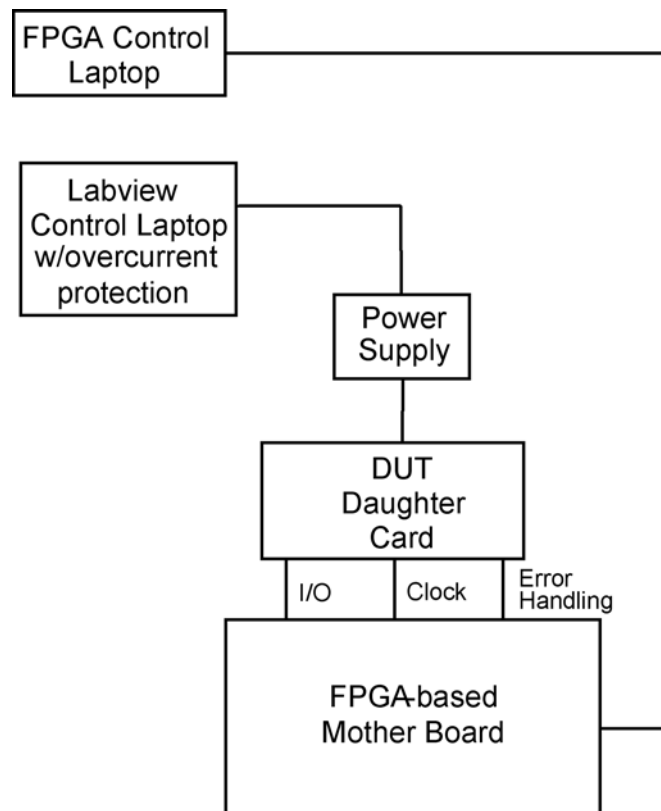 FPGA Control
Laptop
Labview
Control Laptop
w/overcurrent
protection
Power
Supply
DUT
Daughter
Card
I/O
Clock
Error
Handling
FPGA-based
Mother Board